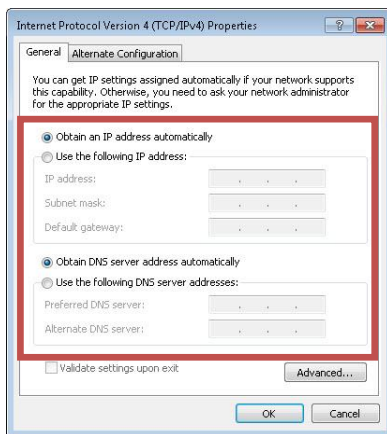 Internet Protocol Version 4 (TCP/IPv4) Properties
General
Alternate Configuration
You can get IP settings assigned automatically if your network supports
this capability. Otherwise, you need to ask your network administrator
for the appropriate IP settings.
Obtain an IP address automatically
Use the following IP address:
IP address:
Subnet mask:
Default gateway:
Obtain DNS server address automatically
Use the following DNS server addresses:
Preferred DNS server:
Alternate DNS server:
Validate settings upon exit
Advanced...
OK
Cancel